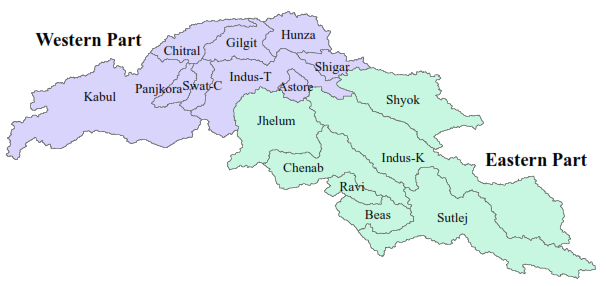 Western Part
Hunza
Gilgit
Chitral
Shigar
Indus-T
Astore
Panjkora
Swat-C
Kabul
Shyok
Jhelum
Indus-K
Eastern Part
Chenab
Ravi
Beas
Sutlej